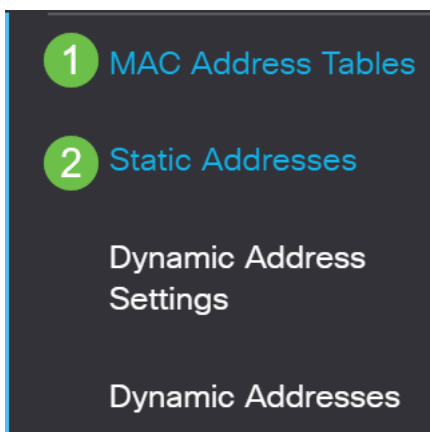 1 MAC Address Tables
2 Static Addresses
Dynamic Address
Settings
Dynamic Addresses